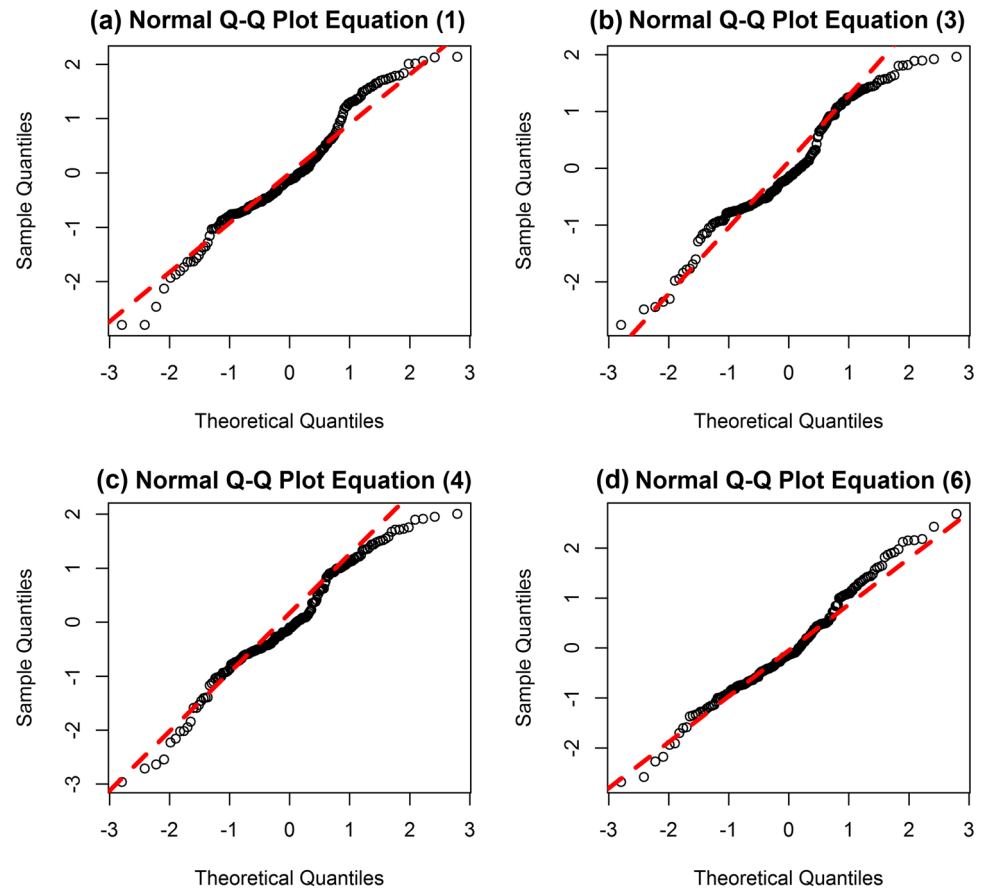 (a) Normal Q-Q Plot Equation (1)
Sample Quantiles
2
1
0
-1
-2
-3 -2 -1 0 1 2 3
Theoretical Quantiles
(b) Normal Q-Q Plot Equation (3)
Sample Quantiles
2
1
0
-1
-2
-3 -2 -1 0 1 2 3
Theoretical Quantiles
(c) Normal Q-Q Plot Equation (4)
Sample Quantiles
2
1
0
-1
-2
-3
-3 -2 -1 0 1 2 3
Theoretical Quantiles
(d) Normal Q-Q Plot Equation (6)
Sample Quantiles
2
1
0
-1
-2
-3 -2 -1 0 1 2 3
Theoretical Quantiles